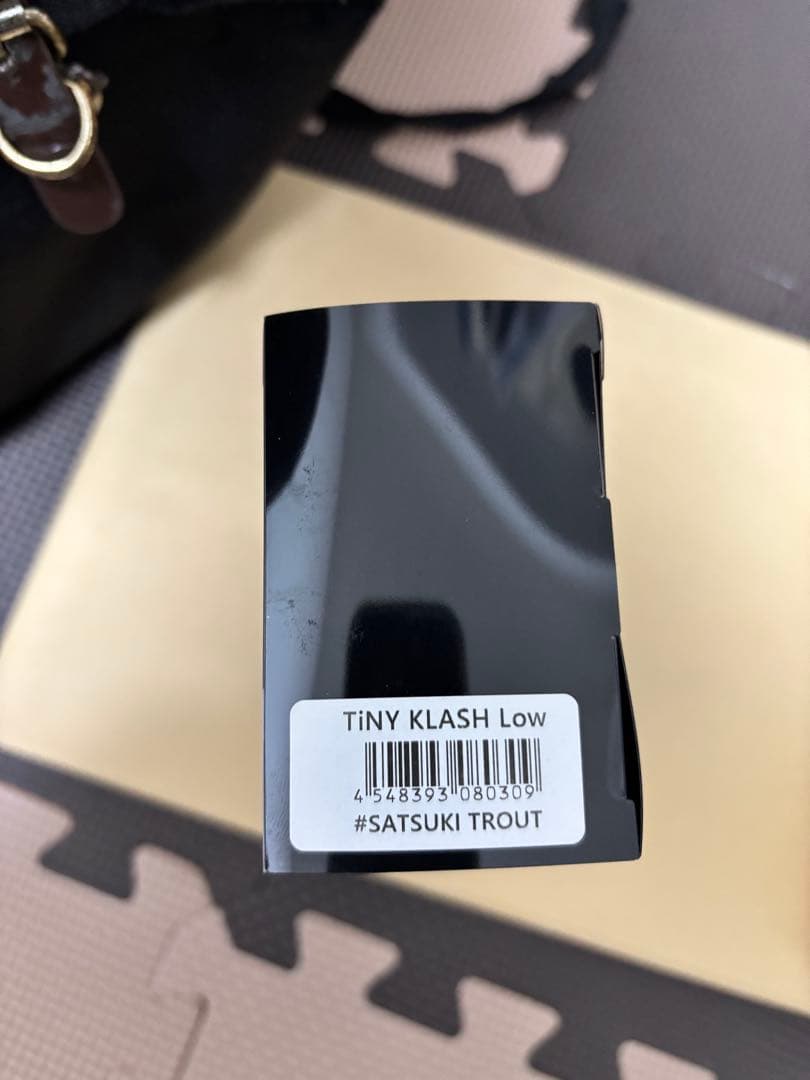 TiNY KLASH Low
4 548393 080309
#SATSUKI TROUT